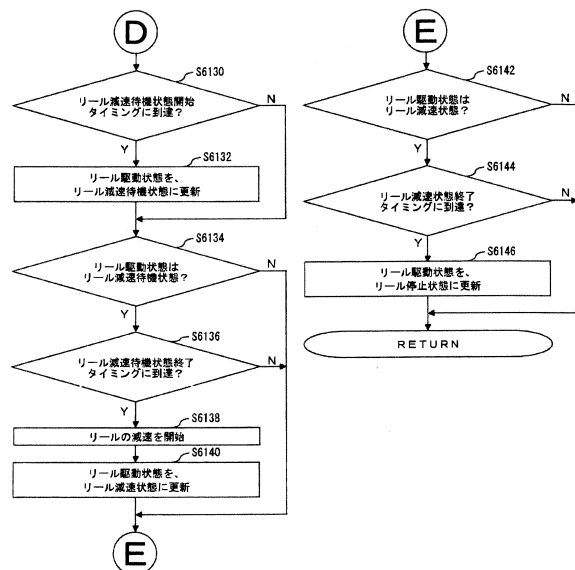 D
S6130
リール減速待機状態開始
タイミングに到達？
N
Y
S6132
リール駆動状態を、
リール減速待機状態に更新
S6134
リール駆動状態は
リール減速待機状態？
N
Y
S6136
リール減速待機状態終了
タイミングに到達？
N
Y
S6138
リールの減速を開始
S6140
リール駆動状態を、
リール減速状態に更新
E
E
S6142
リール駆動状態は
リール減速状態？
N
Y
S6144
リール減速状態終了
タイミングに到達？
N
Y
S6146
リール駆動状態を、
リール停止状態に更新
RETURN